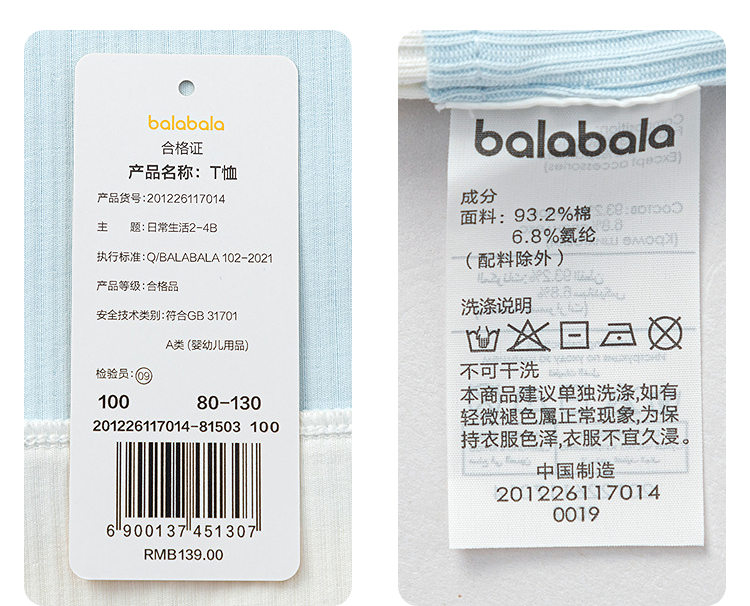 balabala
合格证
产品名称：T恤
产品货号：201226117014
主　题：日常生活2-4B
执行标准：Q/BALABALA 102-2021
产品等级：合格品
安全技术类别：符合GB 31701
A类（婴幼儿用品）
检验员：09
100 80-130
201226117014-81503 100
6 900137 451307
RMB139.00
balabala
成分
面料：93.2%棉
6.8%氨纶
（配料除外）
洗涤说明
不可干洗
本商品建议单独洗涤，如有
轻微褪色属正常现象，为保
持衣服色泽，衣服不宜久浸。
中国制造
201226117014
0019